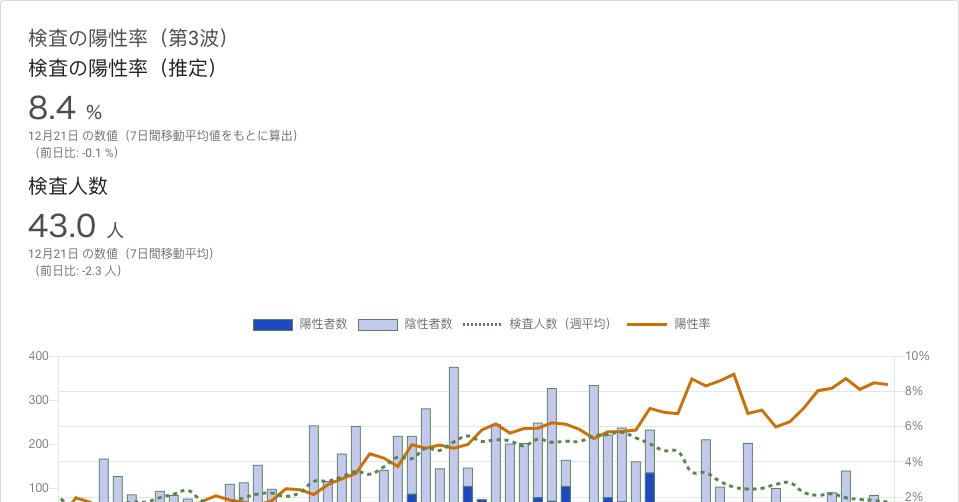 検査の陽性率（第3波）
検査の陽性率（推定）
8.4 %
12月21日 の数値（7日間移動平均値をもとに算出）
（前日比: -0.1 %）
検査人数
43.0 人
12月21日 の数値（7日間移動平均）
（前日比: -2.3 人）
陽性者数 陰性者数 検査人数（週平均） 陽性率
400 10%
300 8%
200 6%
100 4%
2%